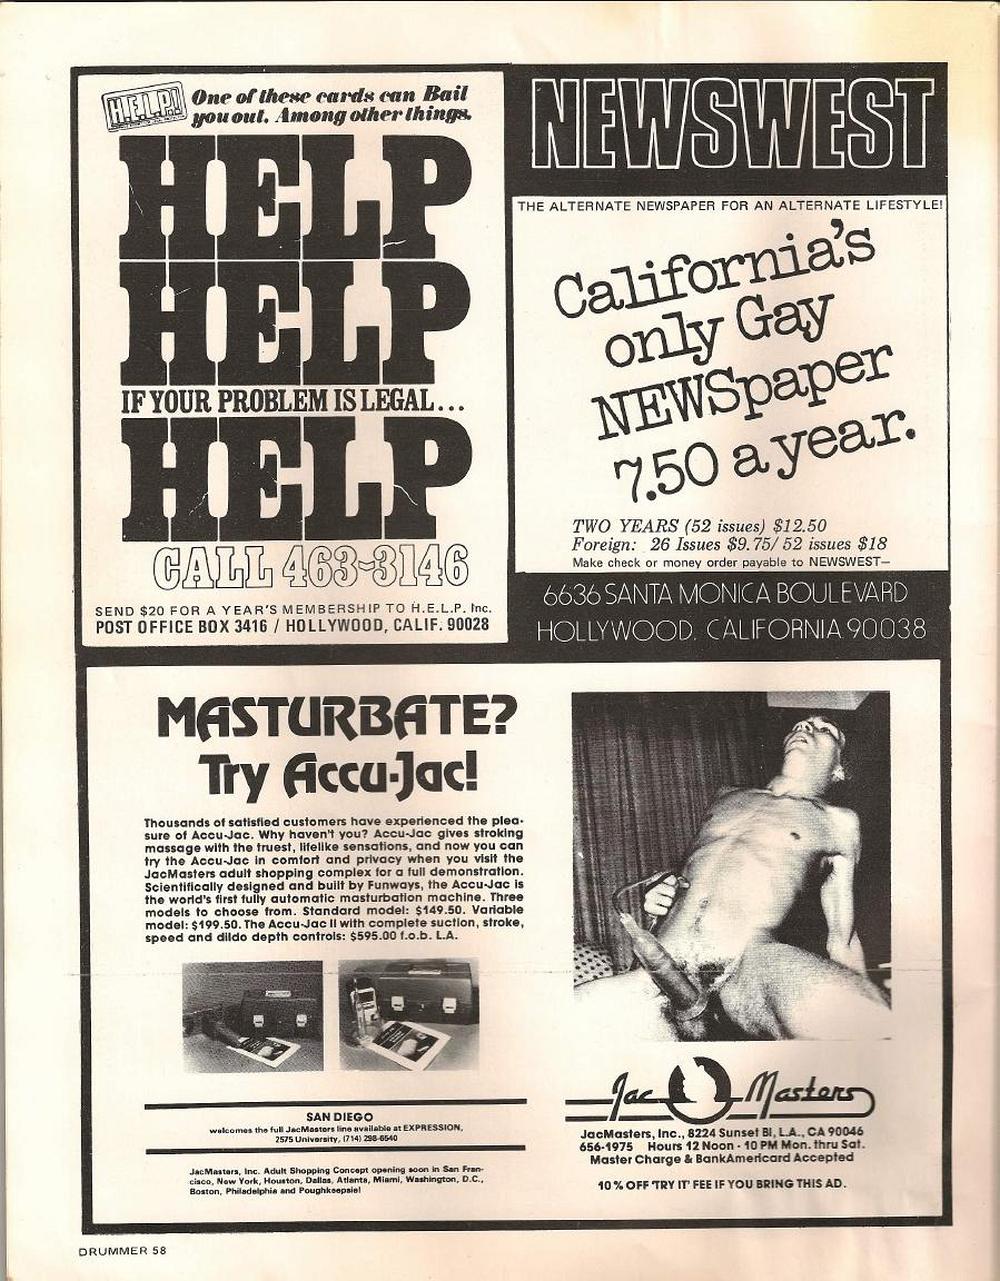 H.E.L.P.!
One of these cards can Bail
you out. Among other things.
HELP
HELP
IF YOUR PROBLEM IS LEGAL...
HELP
CALL 463-3146
SEND $20 FOR A YEAR'S MEMBERSHIP TO H.E.L.P. Inc.
POST OFFICE BOX 3416 / HOLLYWOOD, CALIF. 90028
NEWSWEST
THE ALTERNATE NEWSPAPER FOR AN ALTERNATE LIFESTYLE!
California's
only Gay
NEWSpaper
7.50 a year.
TWO YEARS (52 issues) $12.50
Foreign: 26 Issues $9.75/ 52 issues $18
Make check or money order payable to NEWSWEST—
6636 SANTA MONICA BOULEVARD
HOLLYWOOD. CALIFORNIA 90038
MASTURBATE?
Try Accu-Jac!
Thousands of satisfied customers have experienced the plea-
sure of Accu-Jac. Why haven't you? Accu-Jac gives stroking
massage with the truest, lifelike sensations, and now you can
try the Accu-Jac in comfort and privacy when you visit the
JacMasters adult shopping complex for a full demonstration.
Scientifically designed and built by Funways, the Accu-Jac is
the world's first fully automatic masturbation machine. Three
models to choose from. Standard model: $149.50. Variable
model: $199.50. The Accu-Jac II with complete suction, stroke,
speed and dildo depth controls: $595.00 f.o.b. L.A.
SAN DIEGO
welcomes the full JacMasters line available at EXPRESSION,
2575 University, (714) 298-6540
JacMasters, Inc. Adult Shopping Concept opening soon in San Fran-
cisco, New York, Houston, Dallas, Atlanta, Miami, Washington, D.C.,
Boston, Philadelphia and Poughkeepsie!
Jac Masters
JacMasters, Inc., 8224 Sunset Bl, L.A., CA 90046
656-1975 Hours 12 Noon - 10 PM Mon. thru Sat.
Master Charge & BankAmericard Accepted
10% OFF 'TRY IT' FEE IF YOU BRING THIS AD.
DRUMMER 58